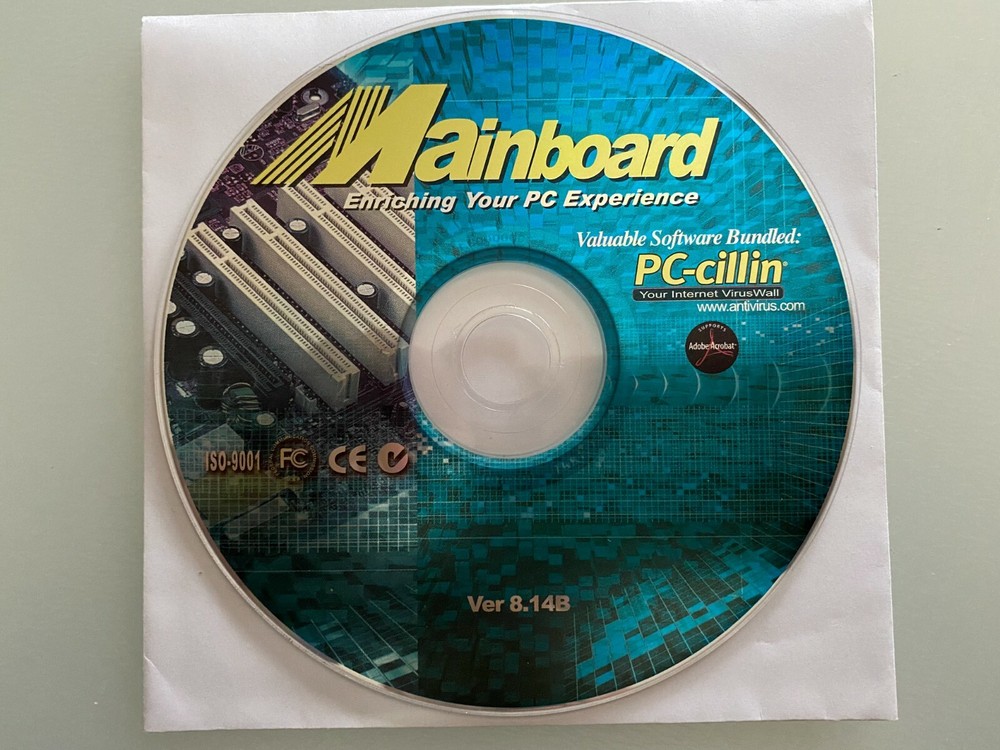 Mainboard
Enriching Your PC Experience
Valuable Software Bundled:
PC-cillin®
Your Internet VirusWall
www.antivirus.com
SUPPORTS
Adobe Acrobat
ISO-9001 FC CE
Ver 8.14B